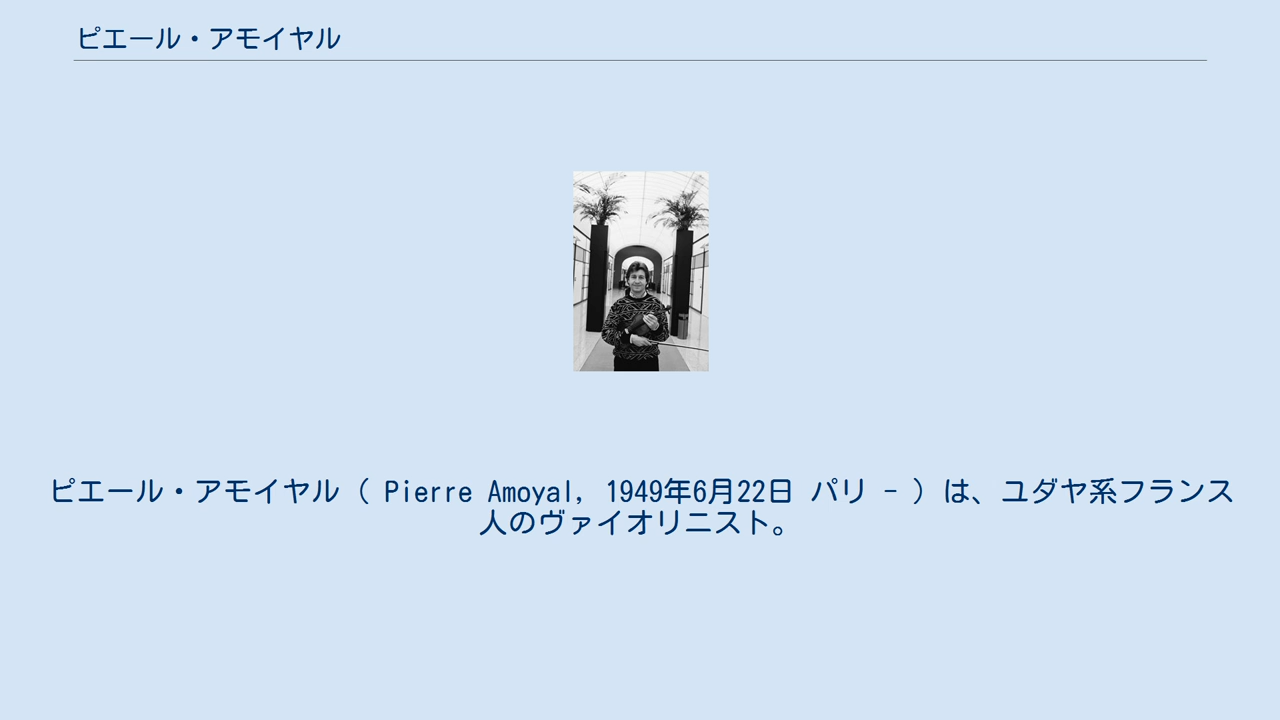 ピエール・アモイヤル
ピエール・アモイヤル（ Pierre Amoyal, 1949年6月22日 パリ - ）は、ユダヤ系フランス
人のヴァイオリニスト。